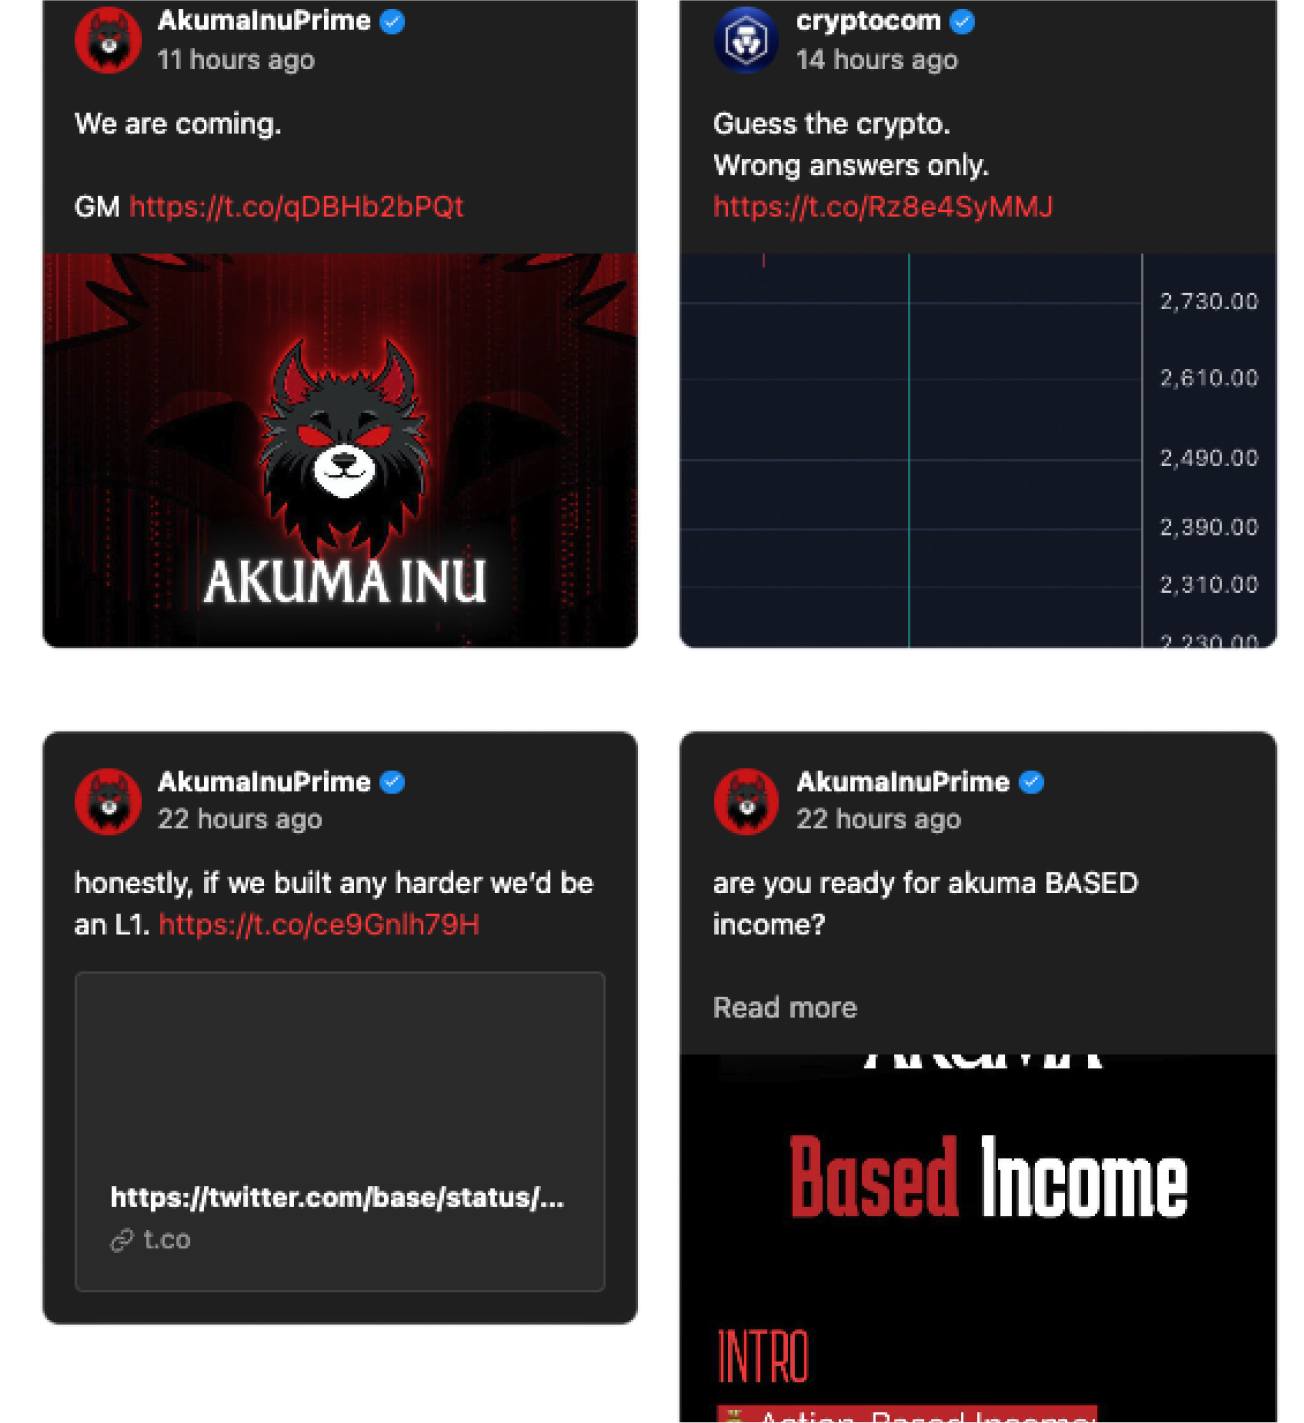 AkumaInuPrime
11 hours ago
We are coming.
GM https://t.co/qDBHb2bPQt
AKUMA INU
cryptocom
14 hours ago
Guess the crypto.
Wrong answers only.
https://t.co/Rz8e4SyMMJ
2,730.00
2,610.00
2,490.00
2,390.00
2,310.00
2,230.00
AkumaInuPrime
22 hours ago
honestly, if we built any harder we’d be
an L1. https://t.co/ce9Gnlh79H
https://twitter.com/base/status/...
t.co
AkumaInuPrime
22 hours ago
are you ready for akuma BASED
income?
Read more
AKUMA
Based Income
INTRO
Action-Based Income: